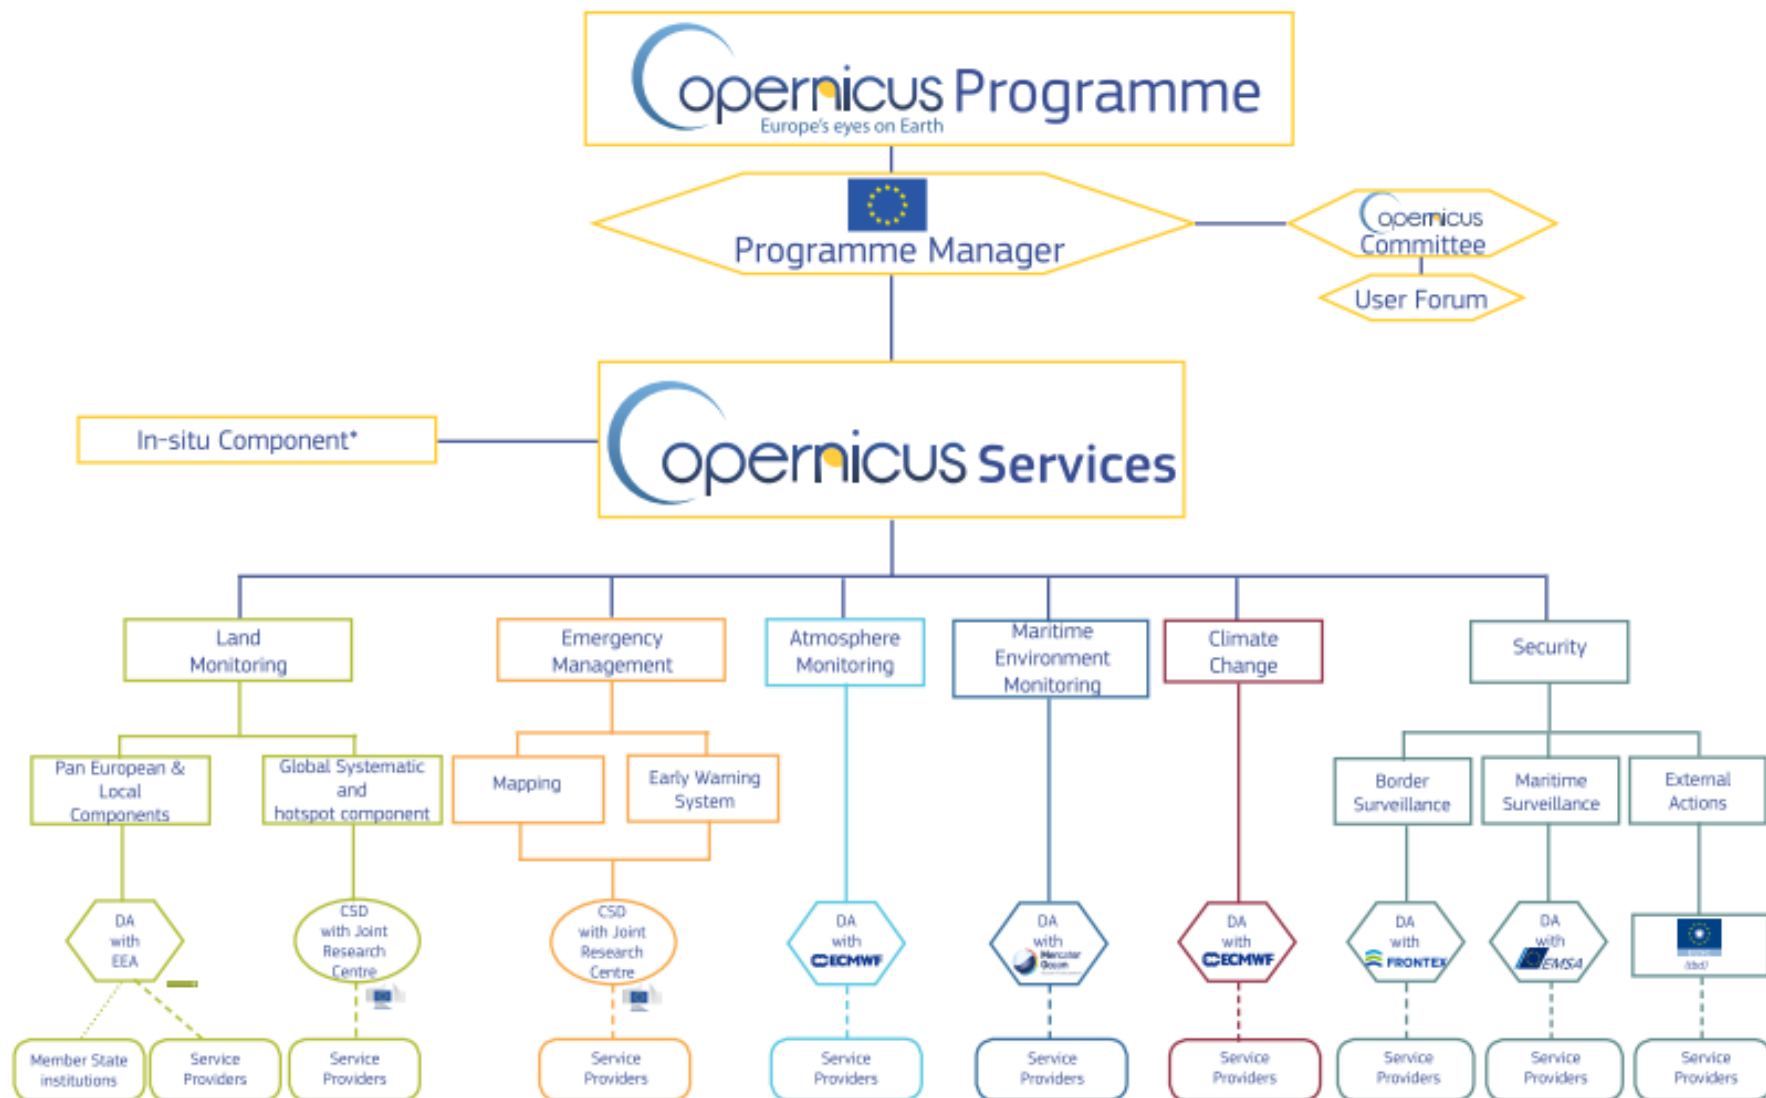 Copernicus Programme
Europe's eyes on Earth
Programme Manager
Copernicus
Committee
User Forum
In-situ Component*
Copernicus Services
Land
Monitoring
Emergency
Management
Atmosphere
Monitoring
Maritime
Environment
Monitoring
Climate
Change
Security
Pan European &
Local
Components
Global Systematic
and
hotspot component
Mapping
Early Warning
System
Border
Surveillance
Maritime
Surveillance
External
Actions
DA
with
EEA
CSD
with Joint
Research
Centre
CSD
with Joint
Research
Centre
DA
with
ECMWF
DA
with
Mercator
Ocean
DA
with
ECMWF
DA
with
FRONTEX
DA
with
EMSA
(tbd)
Member State
institutions
Service
Providers
Service
Providers
Service
Providers
Service
Providers
Service
Providers
Service
Providers
Service
Providers
Service
Providers
Service
Providers